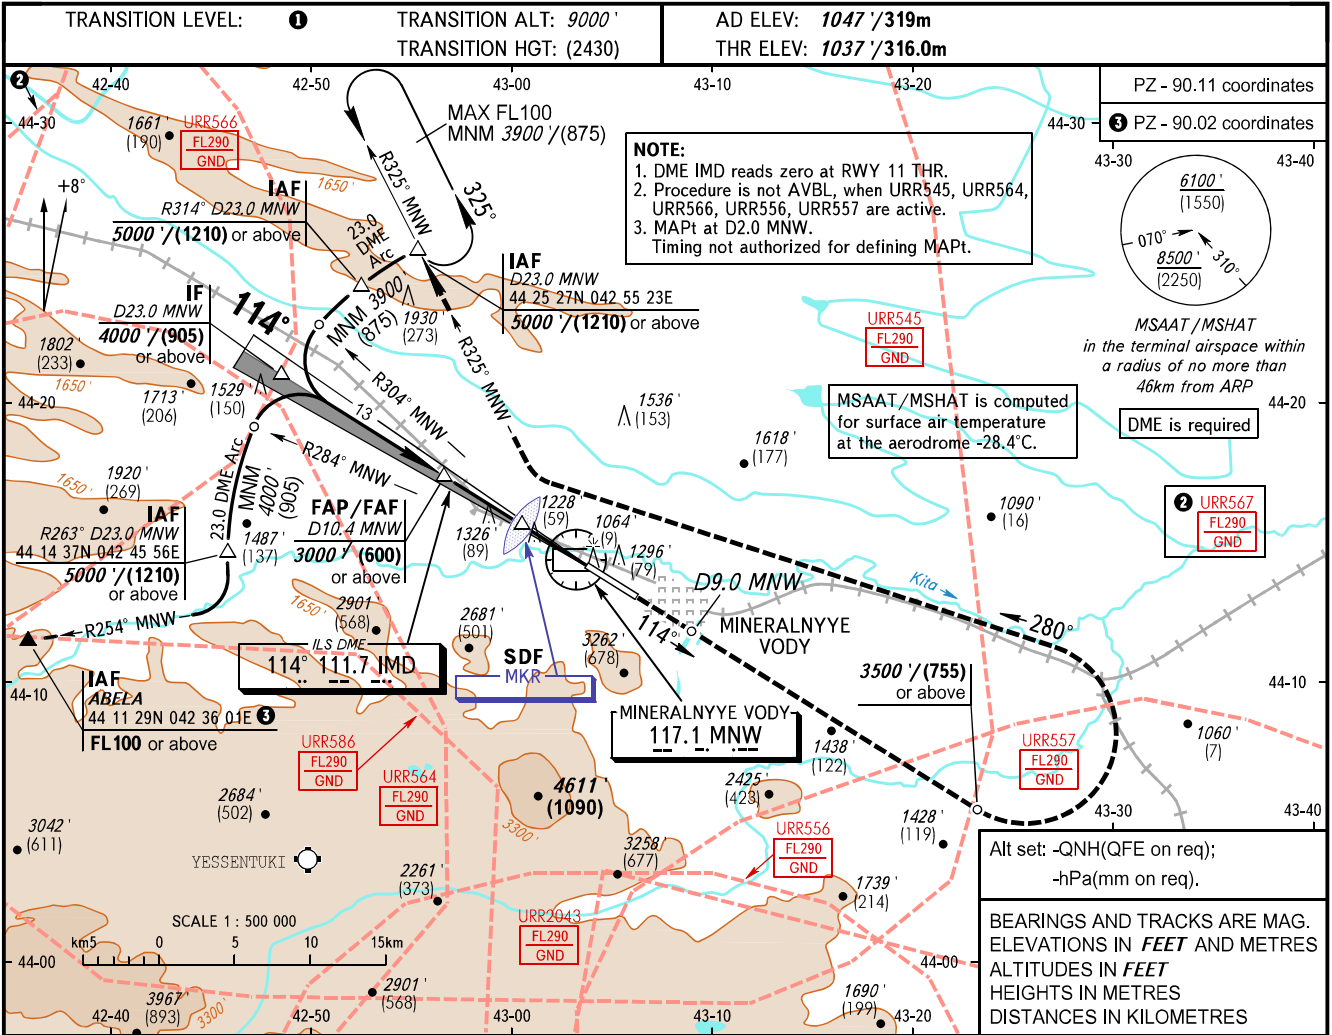 TRANSITION LEVEL: 1
TRANSITION ALT: 9000'
TRANSITION HGT: (2430)
AD ELEV: 1047'/319m
THR ELEV: 1037'/316.0m
42-40
42-50
43-00
43-10
43-20
PZ - 90.11 coordinates
3 PZ - 90.02 coordinates
2
44-30
44-30
43-30
43-40
1661'
(190)
URR566
FL290
GND
1650'
+8°
MAX FL100
MNM 3900'/(875)
R325° MNW
325°
NOTE:
1. DME IMD reads zero at RWY 11 THR.
2. Procedure is not AVBL, when URR545, URR564,
URR566, URR556, URR557 are active.
3. MAPt at D2.0 MNW.
Timing not authorized for defining MAPt.
6100'
(1550)
070°
8500'
(2250)
310°
MSAAT/MSHAT
in the terminal airspace within
a radius of no more than
46km from ARP
DME is required
IAF
R314° D23.0 MNW
5000'/(1210) or above
23.0
DME
Arc
IAF
D23.0 MNW
44 25 27N 042 55 23E
5000'/(1210) or above
IF
D23.0 MNW
4000'/(905)
or above
114°
MNM 3900
(875)
1930'
(273)
R325° MNW
URR545
FL290
GND
1802'
(233)
1650'
1713'
(206)
1529'
(150)
R304° MNW
13
1536'
(153)
MSAAT/MSHAT is computed
for surface air temperature
at the aerodrome -28.4°C.
44-20
44-20
1618'
(177)
R284° MNW
23.0 DME Arc
MNM
4000'
(905)
1920'
(269)
1650'
IAF
R263° D23.0 MNW
44 14 37N 042 45 56E
5000'/(1210)
or above
1487'
(137)
FAP/FAF
D10.4 MNW
3000'/(600)
or above
1326'
(89)
1228'
(59)
1064'
(9)
1296'
(79)
1090'
(16)
2 URR567
FL290
GND
D9.0 MNW
Kita
280°
R254° MNW
1650'
2901'
(568)
2681'
(501)
3262'
(678)
114°
MINERALNYYE
VODY
ILS DME
114° 111.7 IMD
SDF
MKR
3500'/(755)
or above
44-10
44-10
IAF
ABELA
44 11 29N 042 36 01E 3
FL100 or above
MINERALNYYE VODY
117.1 MNW
1438'
(122)
1060'
(7)
URR586
FL290
GND
URR564
FL290
GND
URR557
FL290
GND
2684'
(502)
4611'
(1090)
3300'
2425'
(423)
1428'
(119)
43-30
43-40
3042'
(611)
YESSENTUKI
2261'
(373)
3258'
(677)
URR556
FL290
GND
1739'
(214)
Alt set: -QNH(QFE on req);
-hPa(mm on req).
SCALE 1 : 500 000
km5 0 5 10 15km
URR2043
FL290
GND
BEARINGS AND TRACKS ARE MAG.
ELEVATIONS IN FEET AND METRES
ALTITUDES IN FEET
HEIGHTS IN METRES
DISTANCES IN KILOMETRES
44-00
44-00
3967'
(893)
3300'
2901'
(568)
1690'
(199)
42-40
42-50
43-00
43-10
43-20